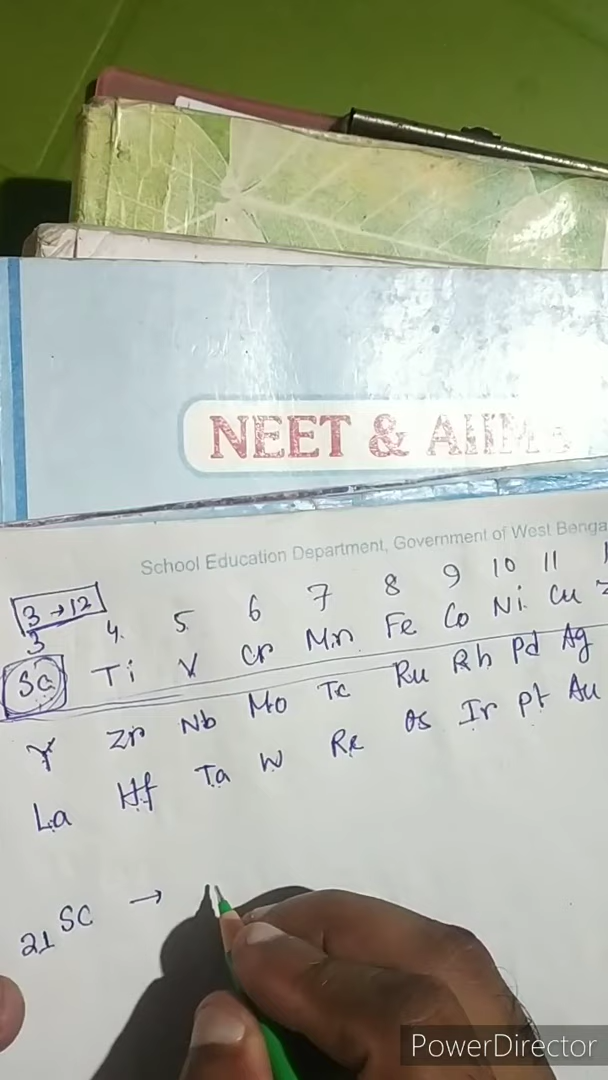 NEET & AIIMS
School Education Department, Government of West Benga
3 → 12
3 4. 5 6 7 8 9 10 11 1
Sc Ti V Cr Mn Fe Co Ni Cu Z
Y Zr Nb Mo Tc Ru Rh Pd Ag
La Hf Ta W Re Os Ir Pt Au
21 Sc →
PowerDirector